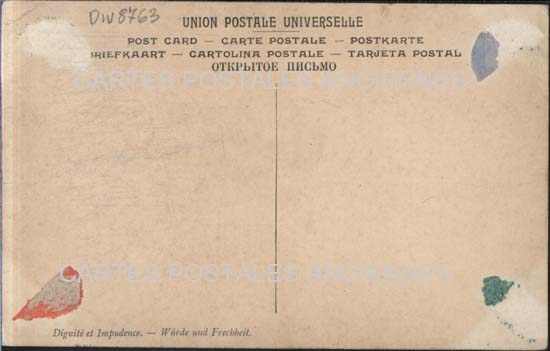 DIV8763
UNION POSTALE UNIVERSELLE
POST CARD — CARTE POSTALE — POSTKARTE
BRIEFKAART — CARTOLINA POSTALE — TARJETA POSTAL
ОТКРЫТОЕ ПИСЬМО
CARTES POSTALES ANCIENNES
CARTES POSTALES ANCIENNES
Dignité et Impudence. — Würde und Frechheit.